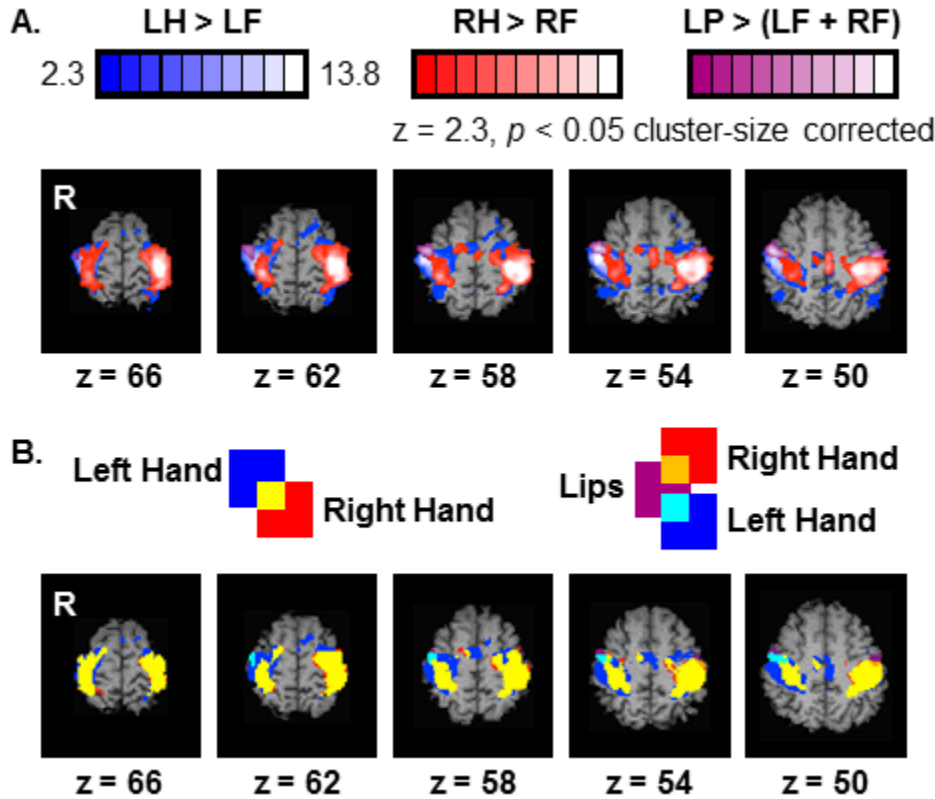 A. LH > LF RH > RF LP > (LF + RF)
2.3 13.8
z = 2.3, p < 0.05 cluster-size corrected
R
z = 66 z = 62 z = 58 z = 54 z = 50
B.
Left Hand Right Hand
Lips Right Hand
Left Hand
R
z = 66 z = 62 z = 58 z = 54 z = 50